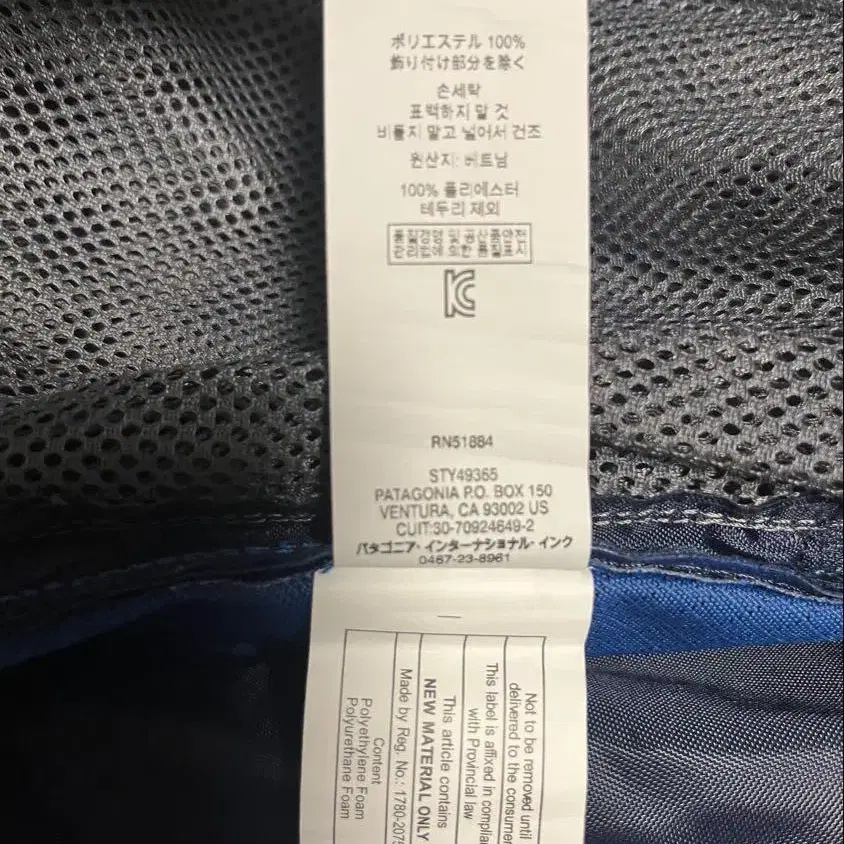 ポリエステル 100%
飾り付け部分を除く
손세탁
표백하지 말 것
비틀지 말고 널어서 건조
원산지: 베트남
100% 폴리에스터
테두리 제외
품질경영 및 공산품안전
관리법에 의한 품질표시
RN51884
STY49365
PATAGONIA P.O. BOX 150
VENTURA, CA 93002 US
CUIT:30-70924649-2
パタゴニア・インターナショナル・インク
0467-23-8961
Not to be removed until
delivered to the consumer
This label is affixed in
with Provincial law
This article contains
NEW MATERIAL ONLY
Made by Reg. No.: 1780-2075
Content
Polyethylene Foam
Polyurethane Foam